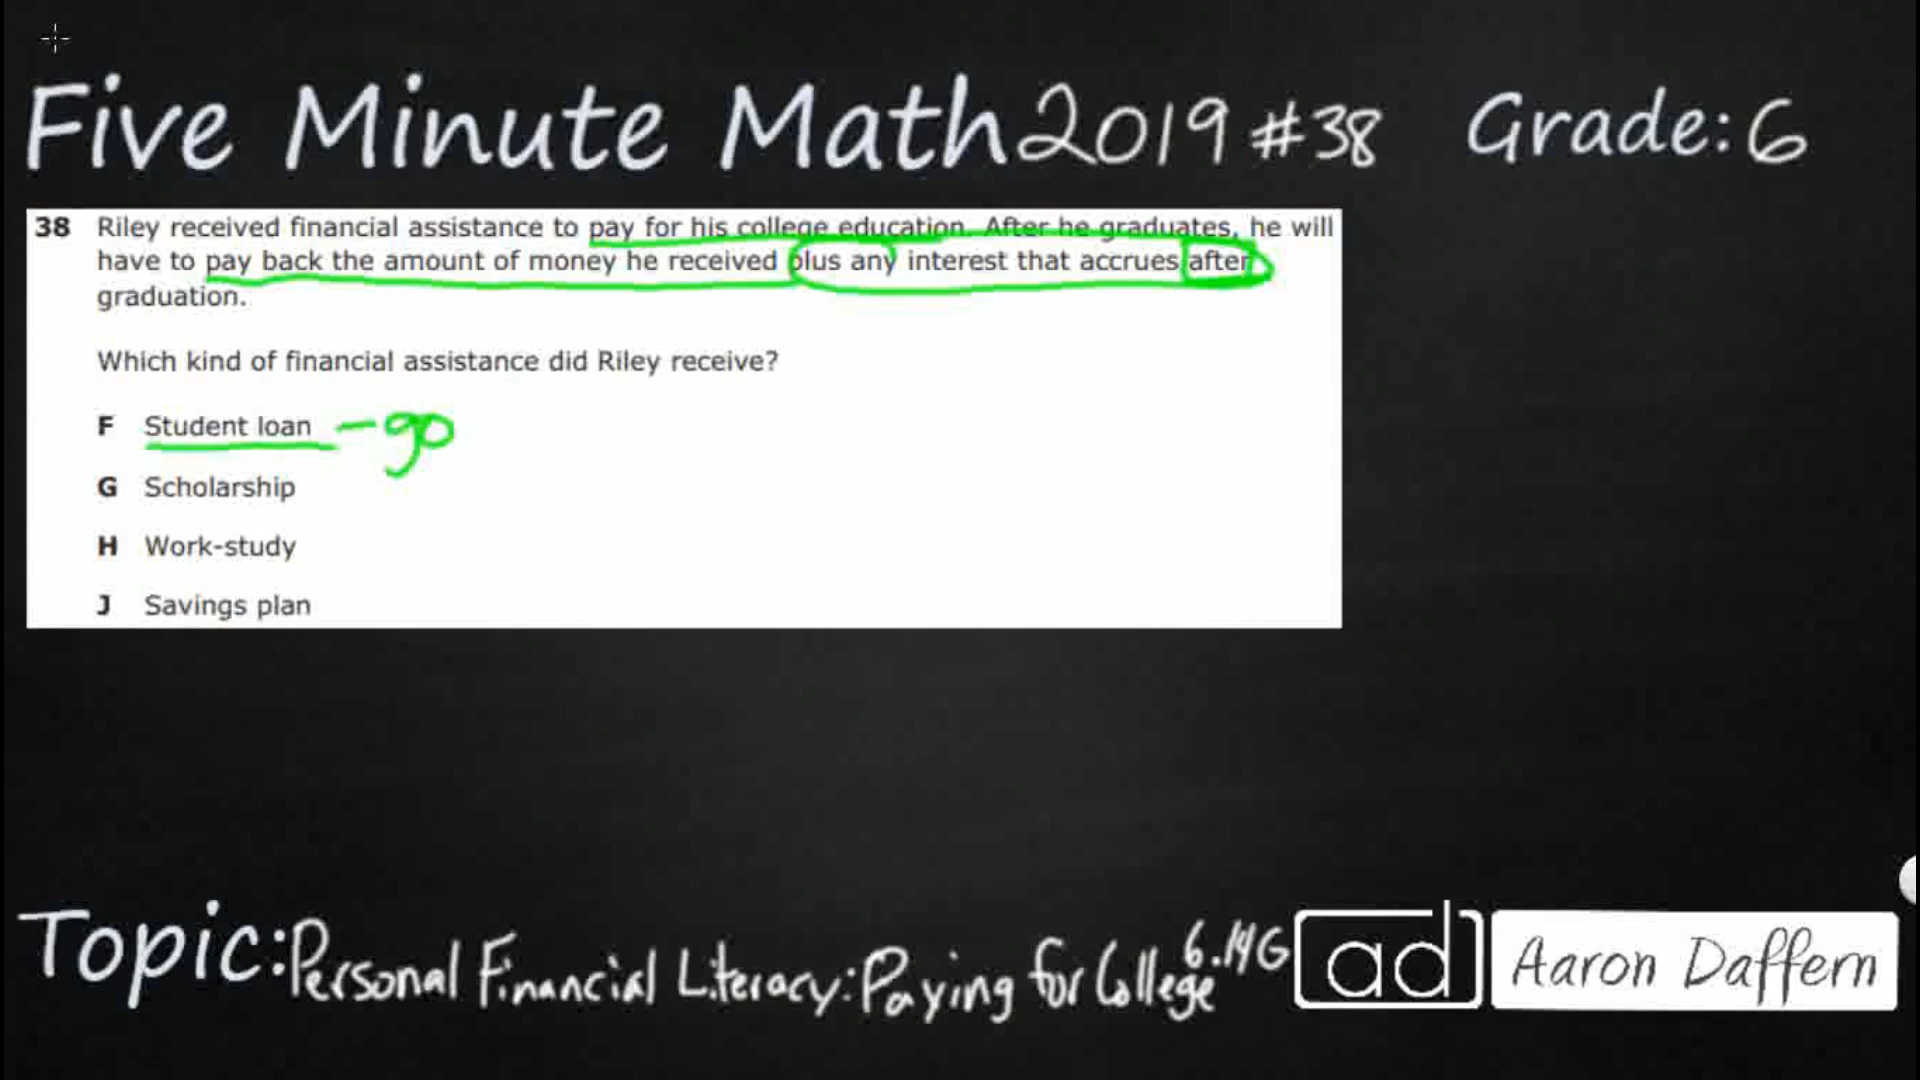 Five Minute Math 2019 #38 Grade: 6
38 Riley received financial assistance to pay for his college education. After he graduates, he will
have to pay back the amount of money he received plus any interest that accrues after
graduation.
Which kind of financial assistance did Riley receive?
F Student loan - go
G Scholarship
H Work-study
J Savings plan
Topic: Personal Financial Literacy: Paying for College 6.14G ad Aaron Daffern